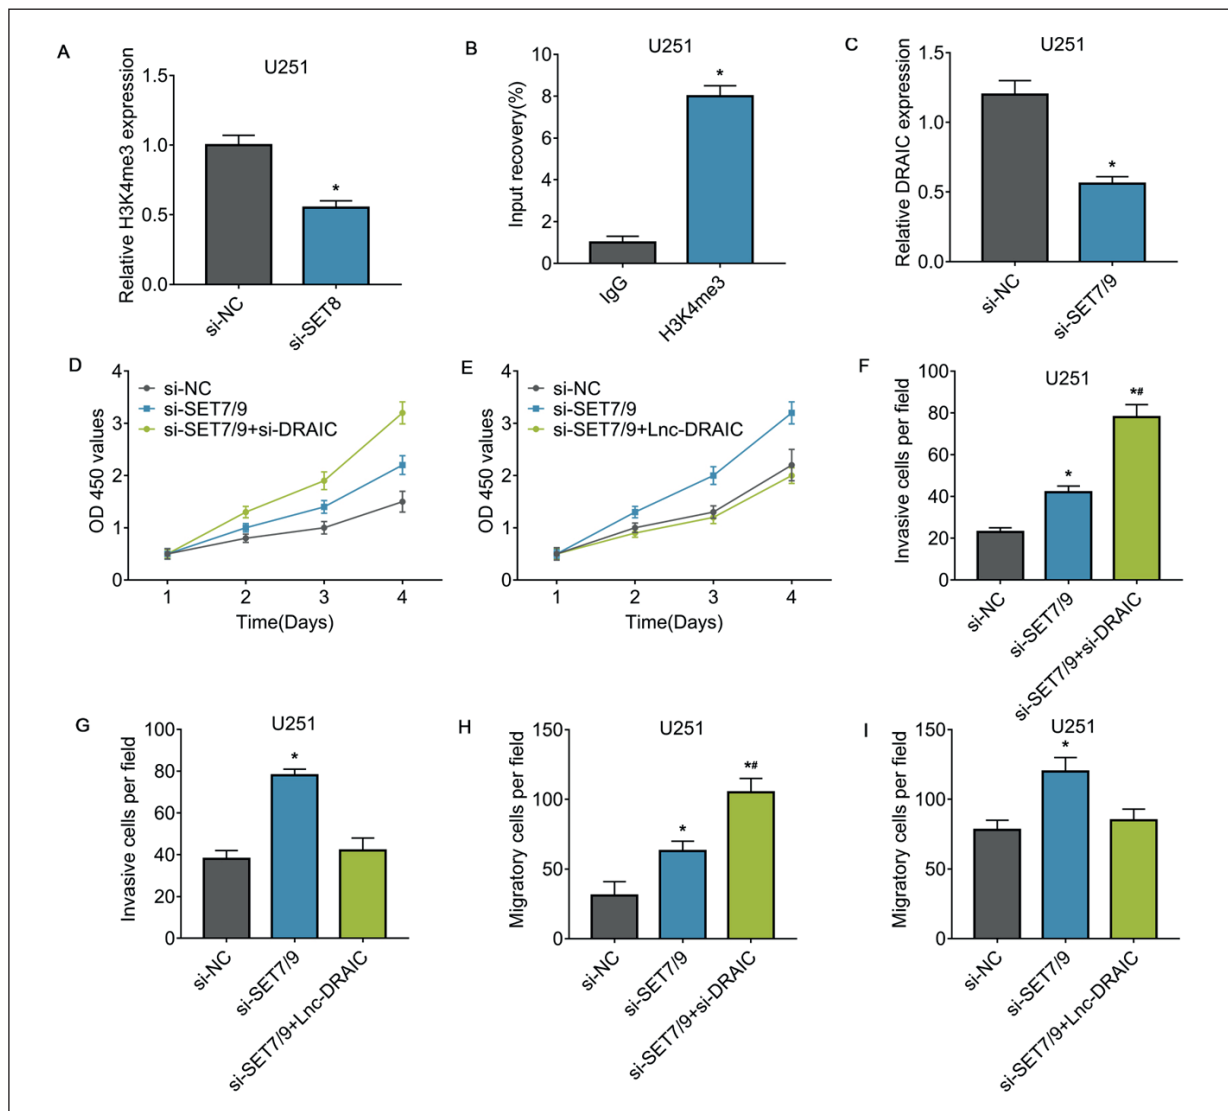 A
U251
Relative H3K4me3 expression
1.5
1.0
0.5
0.0
*
si-NC
si-SET8
B
U251
Input recovery(%)
10
8
6
4
2
0
*
IgG
H3K4me3
C
U251
Relative DRAIC expression
1.5
1.0
0.5
0.0
*
si-NC
si-SET7/9
D
OD 450 values
4
3
2
1
0
si-NC
si-SET7/9
si-SET7/9+si-DRAIC
1 2 3 4
Time(Days)
E
OD 450 values
4
3
2
1
0
si-NC
si-SET7/9
si-SET7/9+Lnc-DRAIC
1 2 3 4
Time(Days)
F
U251
Invasive cells per field
100
80
60
40
20
0
*
*#
si-NC
si-SET7/9
si-SET7/9+si-DRAIC
G
U251
Invasive cells per field
100
80
60
40
20
0
*
si-NC
si-SET7/9
si-SET7/9+Lnc-DRAIC
H
U251
Migratory cells per field
150
100
50
0
*
*#
si-NC
si-SET7/9
si-SET7/9+si-DRAIC
I
U251
Migratory cells per field
150
100
50
0
*
si-NC
si-SET7/9
si-SET7/9+Lnc-DRAIC